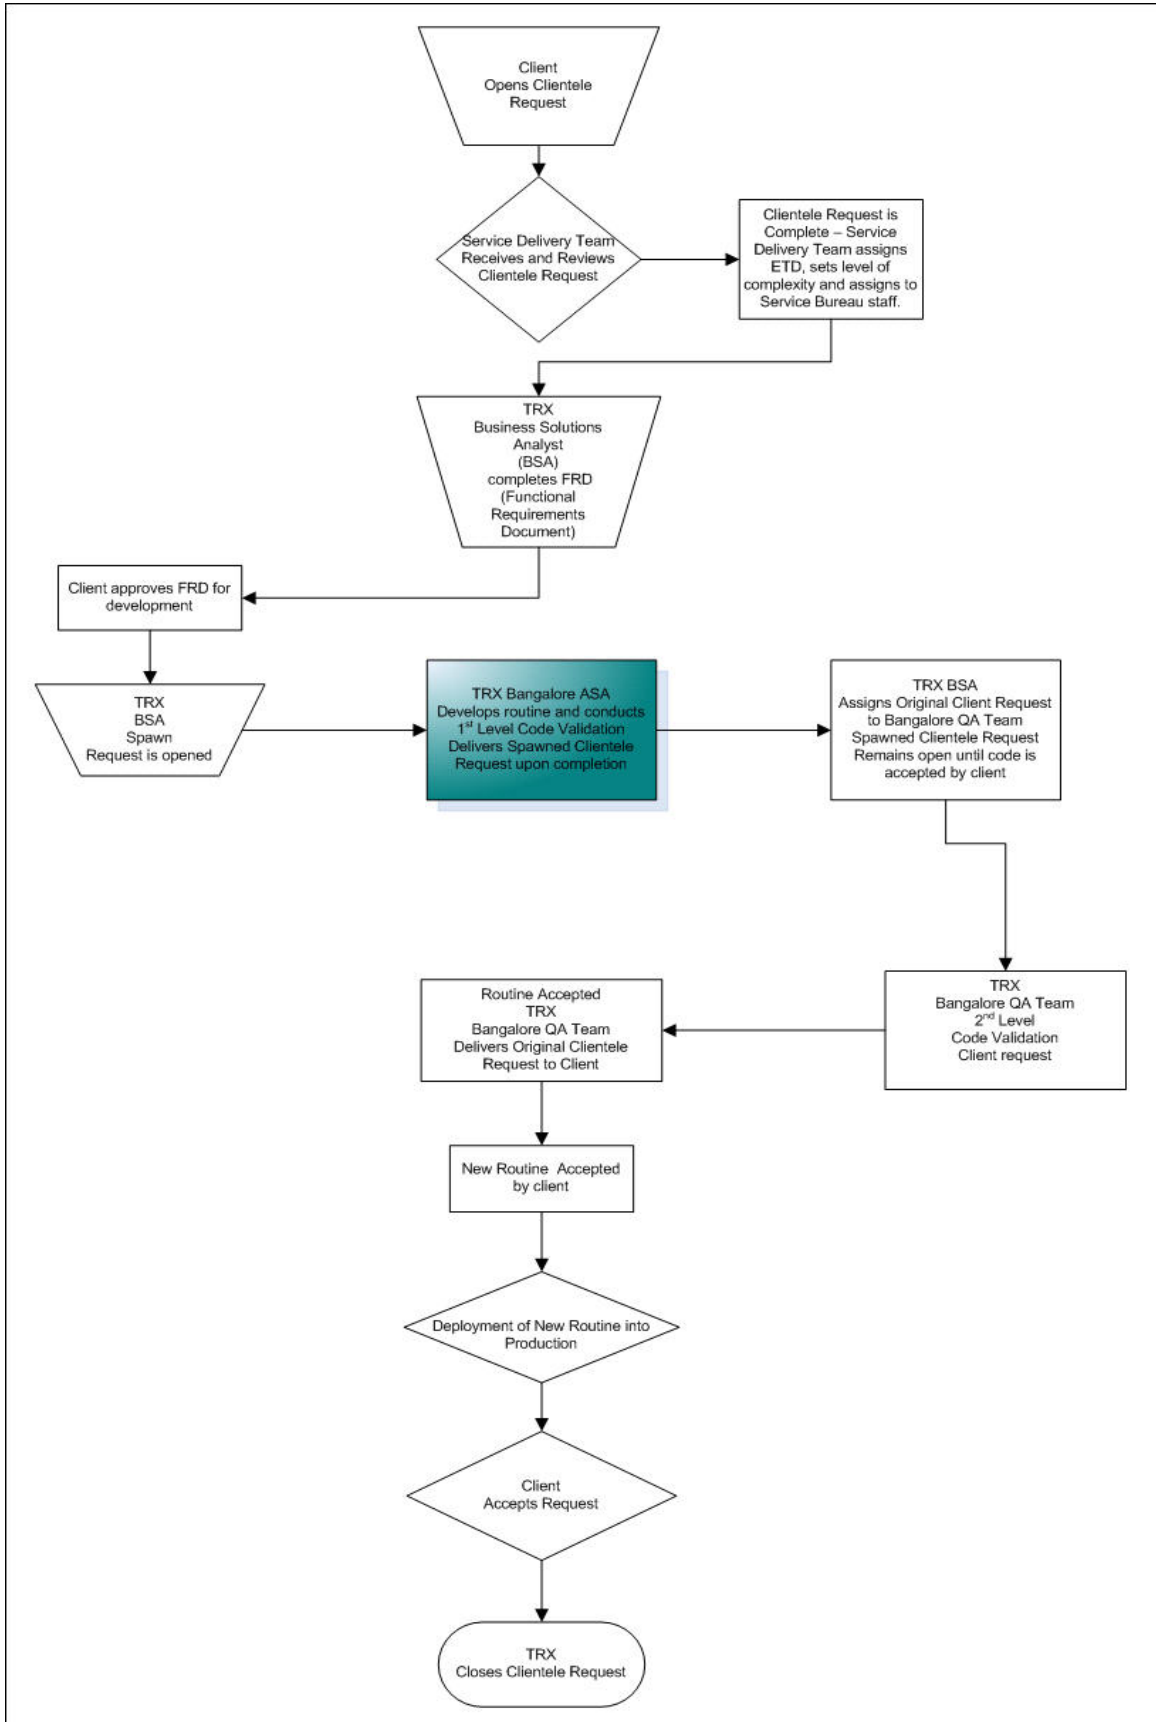 Client
Opens Clientele
Request
Service Delivery Team
Receives and Reviews
Clientele Request
Clientele Request is
Complete – Service
Delivery Team assigns
ETD, sets level of
complexity and assigns to
Service Bureau staff.
TRX
Business Solutions
Analyst
(BSA)
completes FRD
(Functional
Requirements
Document)
Client approves FRD for
development
TRX
BSA
Spawn
Request is opened
TRX Bangalore ASA
Develops routine and conducts
1st Level Code Validation
Delivers Spawned Clientele
Request upon completion
TRX BSA
Assigns Original Client Request
to Bangalore QA Team
Spawned Clientele Request
Remains open until code is
accepted by client
TRX
Bangalore QA Team
2nd Level
Code Validation
Client request
Routine Accepted
TRX
Bangalore QA Team
Delivers Original Clientele
Request to Client
New Routine Accepted
by client
Deployment of New Routine into
Production
Client
Accepts Request
TRX
Closes Clientele Request